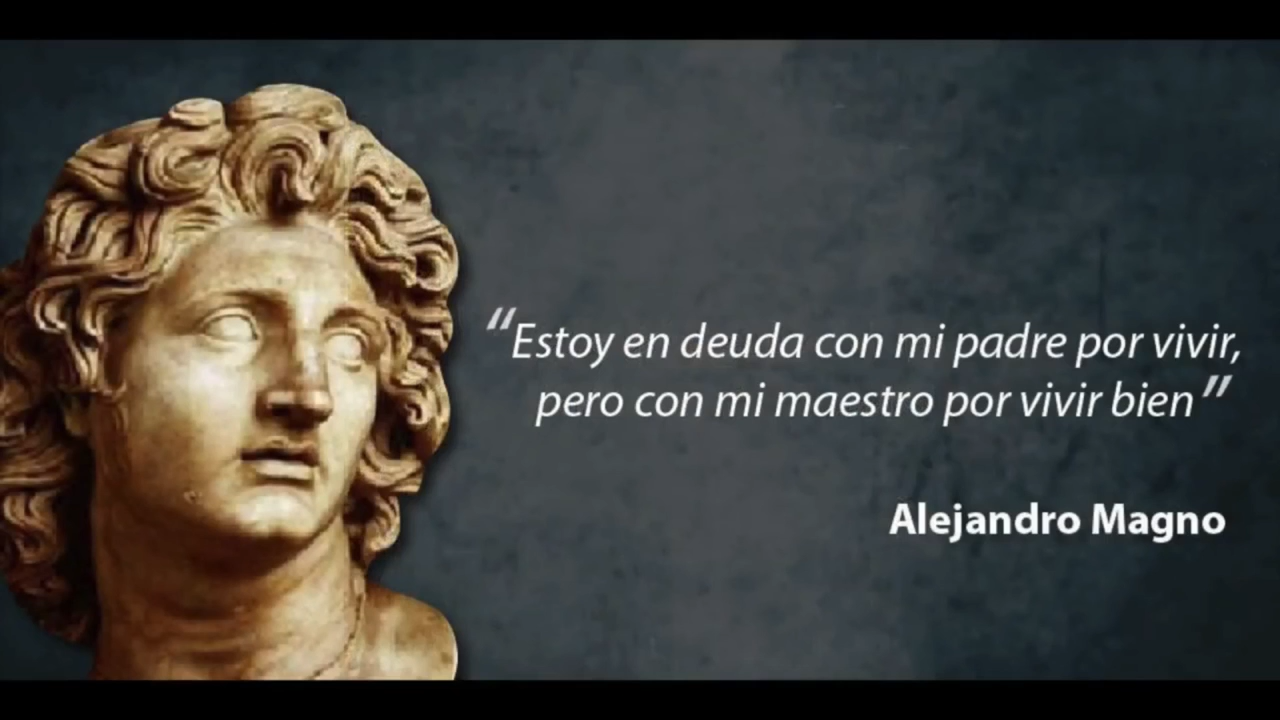 “Estoy en deuda con mi padre por vivir,
pero con mi maestro por vivir bien”
Alejandro Magno